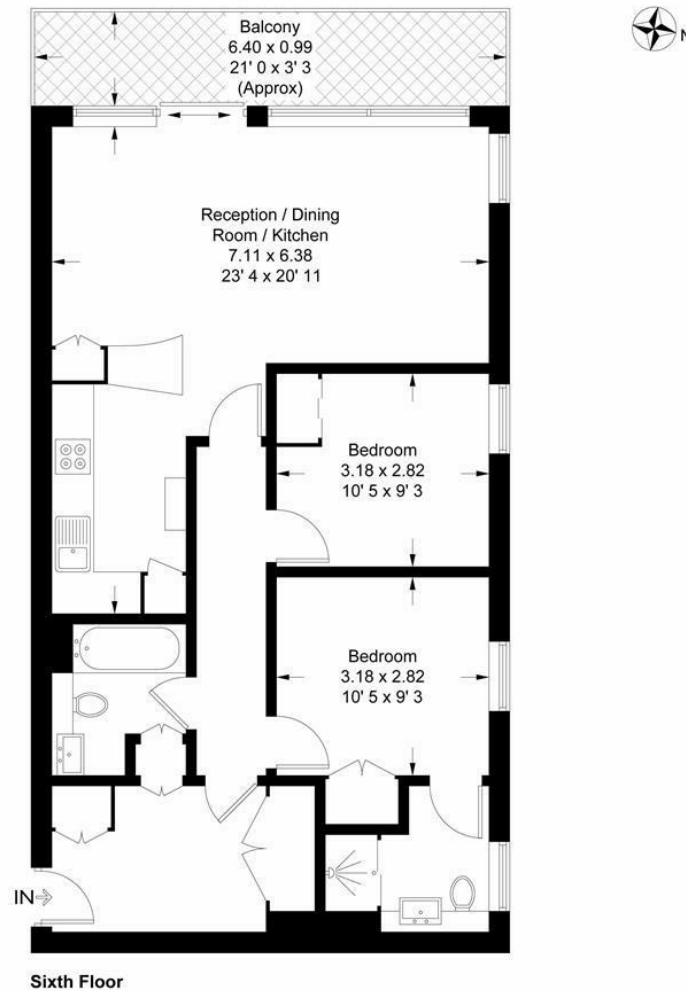 Balcony
6.40 x 0.99
21' 0 x 3' 3
(Approx)
N
Reception / Dining
Room / Kitchen
7.11 x 6.38
23' 4 x 20' 11
Bedroom
3.18 x 2.82
10' 5 x 9' 3
Bedroom
3.18 x 2.82
10' 5 x 9' 3
IN
Sixth Floor